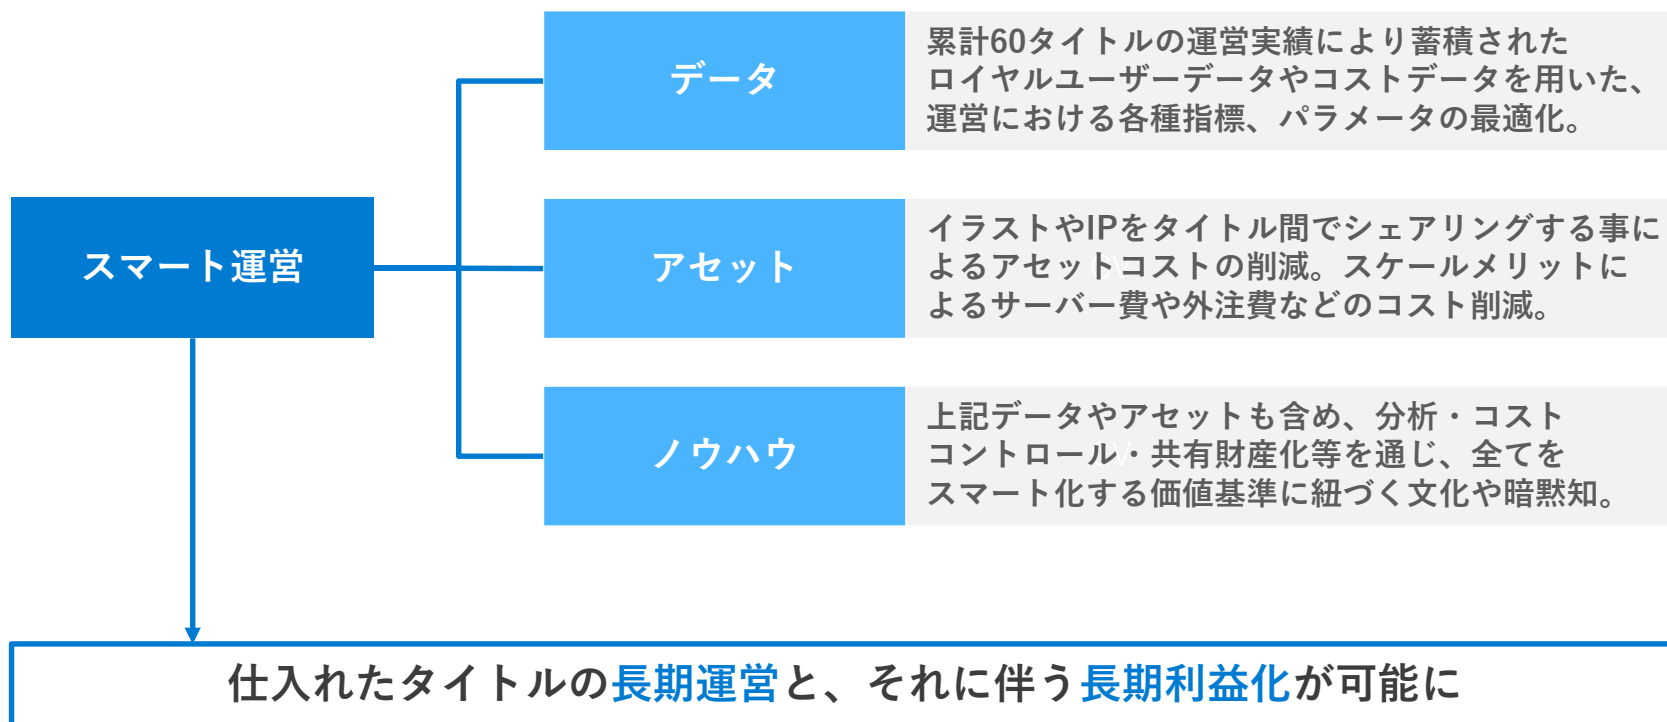 データ
累計60タイトルの運営実績により蓄積された
ロイヤルユーザーデータやコストデータを用いた、
運営における各種指標、パラメータの最適化。
スマート運営
アセット
イラストやIPをタイトル間でシェアリングする事に
よるアセットコストの削減。スケールメリットに
よるサーバー費や外注費などのコスト削減。
ノウハウ
上記データやアセットも含め、分析・コスト
コントロール・共有財産化等を通じ、全てを
スマート化する価値基準に紐づく文化や暗黙知。
仕入れたタイトルの長期運営と、それに伴う長期利益化が可能に